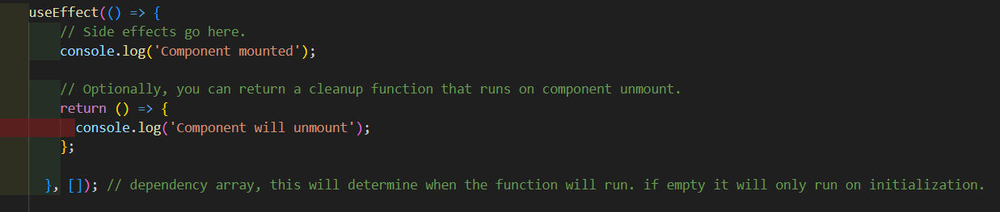 useEffect(() => {
// Side effects go here.
console.log('Component mounted');
// Optionally, you can return a cleanup function that runs on component unmount.
return () => {
console.log('Component will unmount');
};
}, []); // dependency array, this will determine when the function will run. if empty it will only run on initialization.